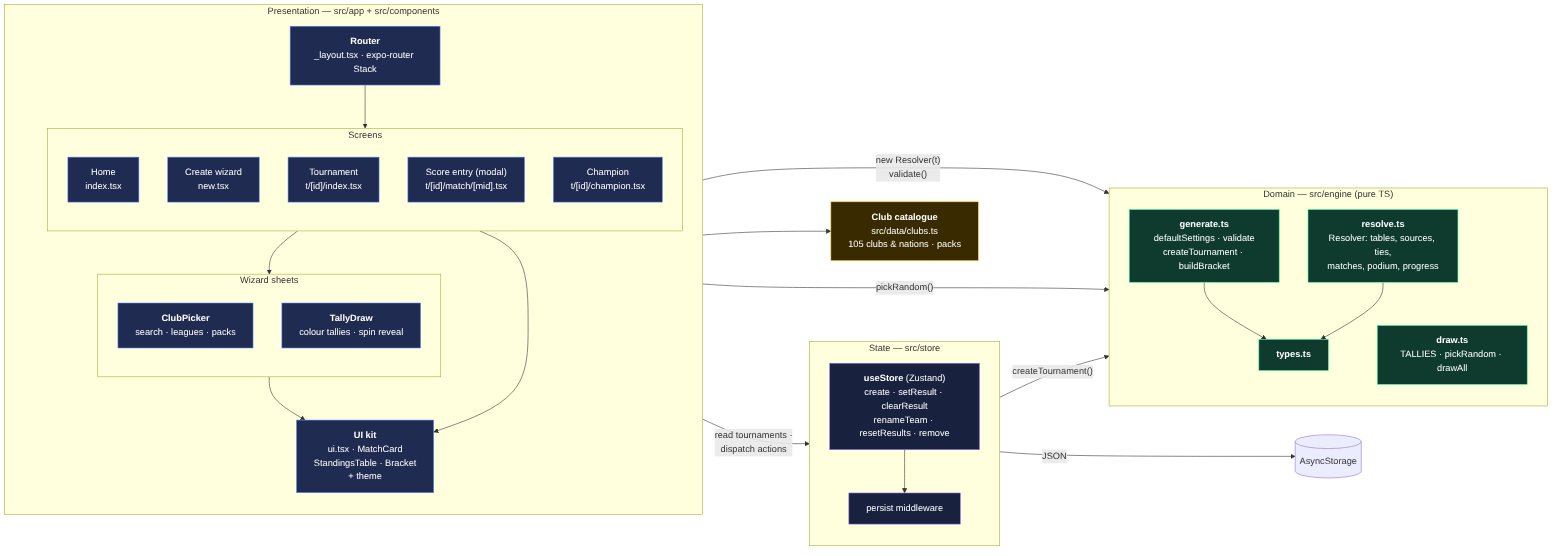 Presentation — src/app + src/components
Router
_layout.tsx · expo-router
Stack
Screens
Home
index.tsx
Create wizard
new.tsx
Tournament
t/[id]/index.tsx
Score entry (modal)
t/[id]/match/[mid].tsx
Champion
t/[id]/champion.tsx
Wizard sheets
ClubPicker
search · leagues · packs
TallyDraw
colour tallies · spin reveal
UI kit
ui.tsx · MatchCard
StandingsTable · Bracket
+ theme
new Resolver(t)
validate()
Club catalogue
src/data/clubs.ts
105 clubs & nations · packs
pickRandom()
read tournaments ·
dispatch actions
State — src/store
useStore (Zustand)
create · setResult ·
clearResult
renameTeam ·
resetResults · remove
persist middleware
createTournament()
JSON
Domain — src/engine (pure TS)
generate.ts
defaultSettings · validate
createTournament ·
buildBracket
resolve.ts
Resolver: tables, sources,
ties,
matches, podium, progress
types.ts
draw.ts
TALLIES · pickRandom ·
drawAll
AsyncStorage